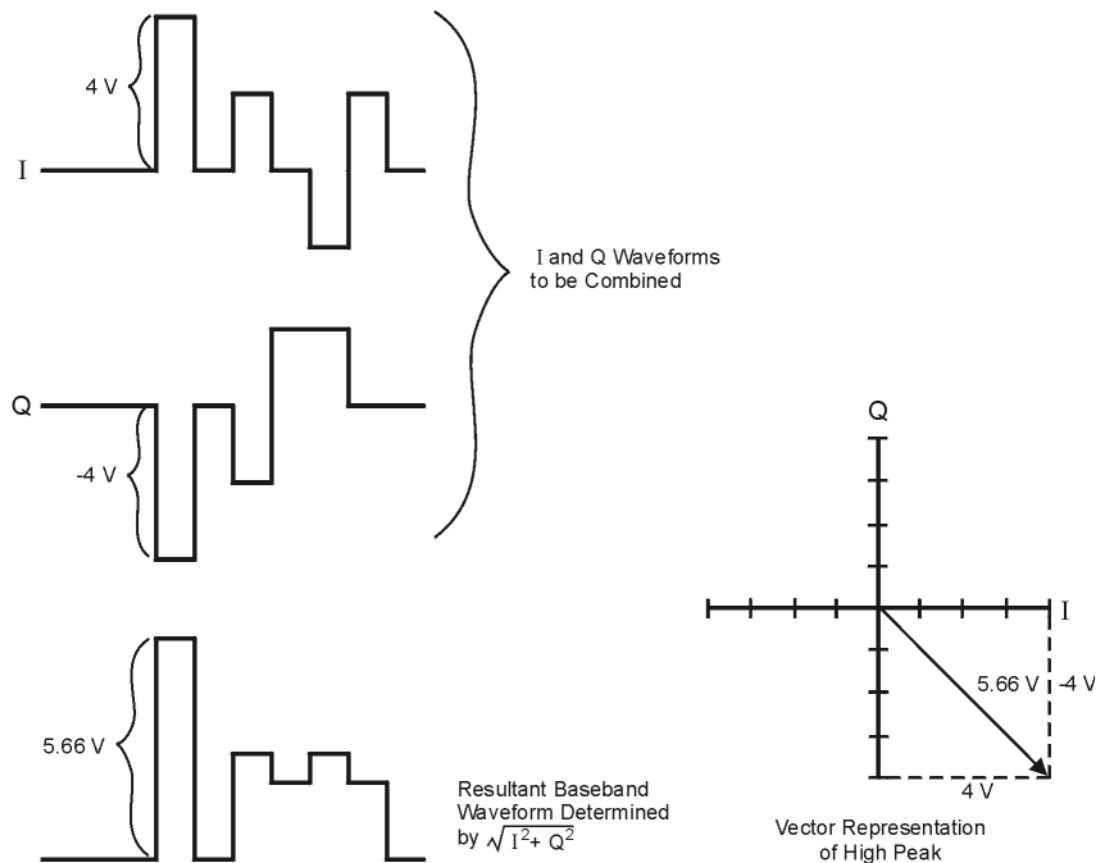 4 V
I
I and Q Waveforms
to be Combined
Q
-4 V
Q
I
5.66 V
-4 V
4 V
Vector Representation
of High Peak
5.66 V
Resultant Baseband
Waveform Determined
by √I²+ Q²